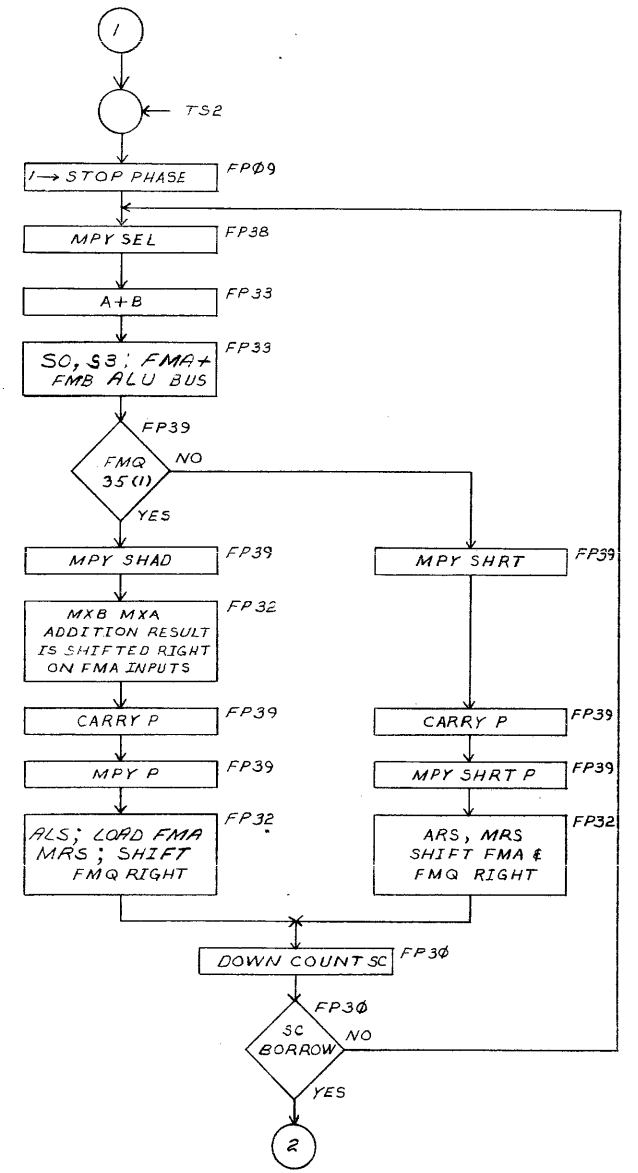 1
TS2
1→ STOP PHASE
FPØ9
MPY SEL
FP38
A+B
FP33
SO, S3; FMA+
FMB ALU BUS
FP33
FP39
FMQ
35(1)
NO
YES
MPY SHAD
FP39
MPY SHRT
FP39
MXB MXA
ADDITION RESULT
IS SHIFTED RIGHT
ON FMA INPUTS
FP32
CARRY P
FP39
CARRY P
FP39
MPY P
FP39
MPY SHRT P
FP39
ALS; LOAD FMA
MRS; SHIFT
FMQ RIGHT
FP32
ARS, MRS
SHIFT FMA &
FMQ RIGHT
FP32
DOWN COUNT SC
FP3Ø
FP3Ø
SC
BORROW
NO
YES
2